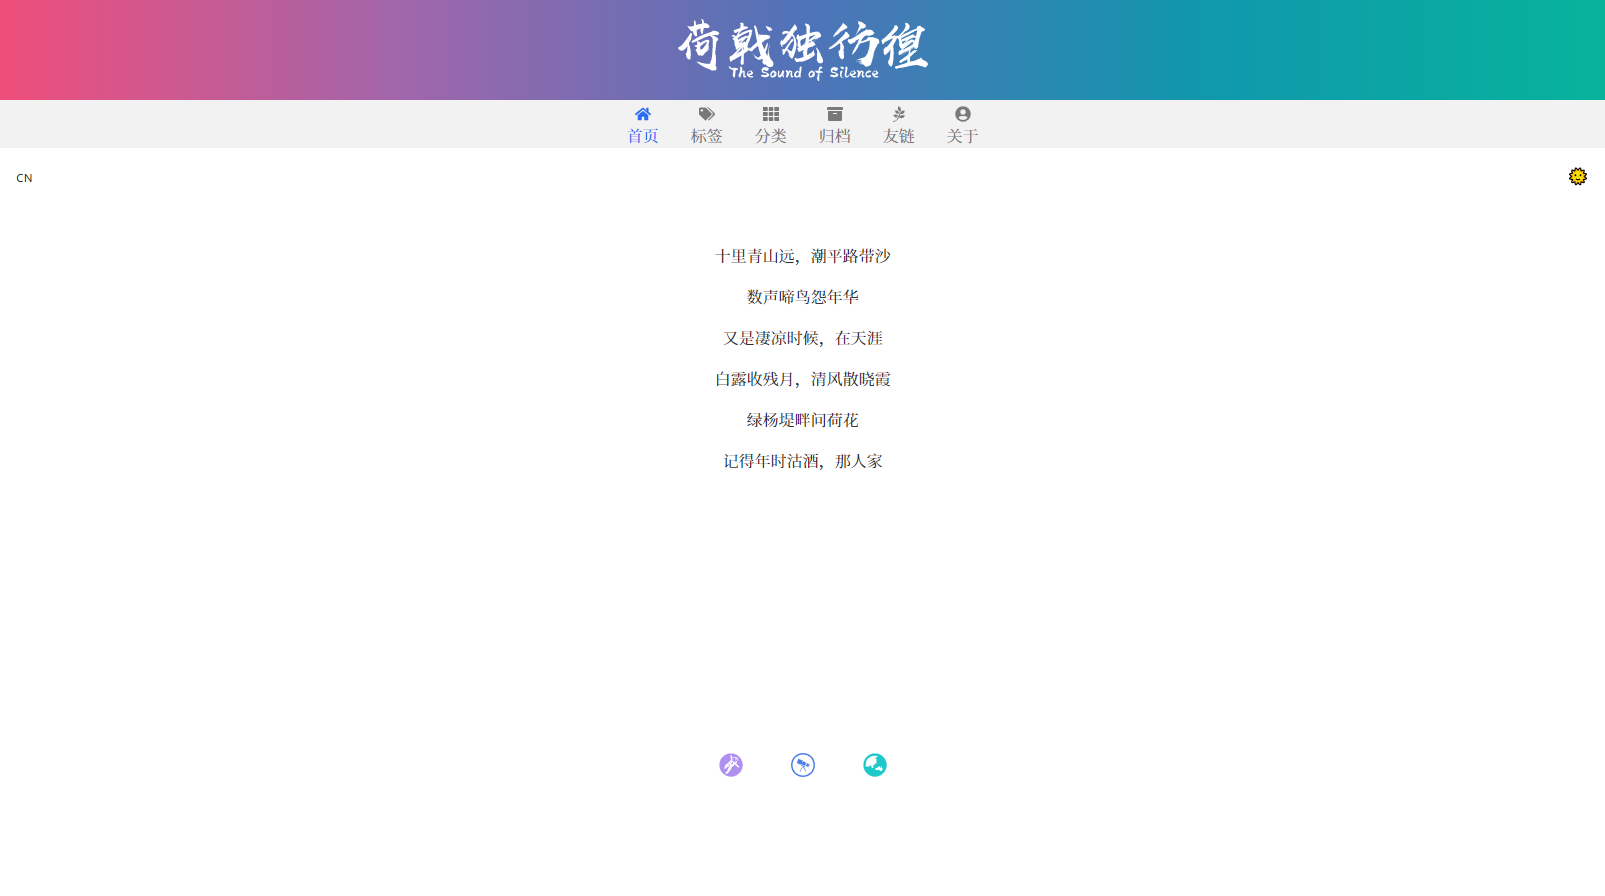 荷戟独彷徨
The Sound of Silence
首页 标签 分类 归档 友链 关于
CN
十里青山远，潮平路带沙
数声啼鸟怨年华
又是凄凉时候，在天涯
白露收残月，清风散晓霞
绿杨堤畔问荷花
记得年时沽酒，那人家